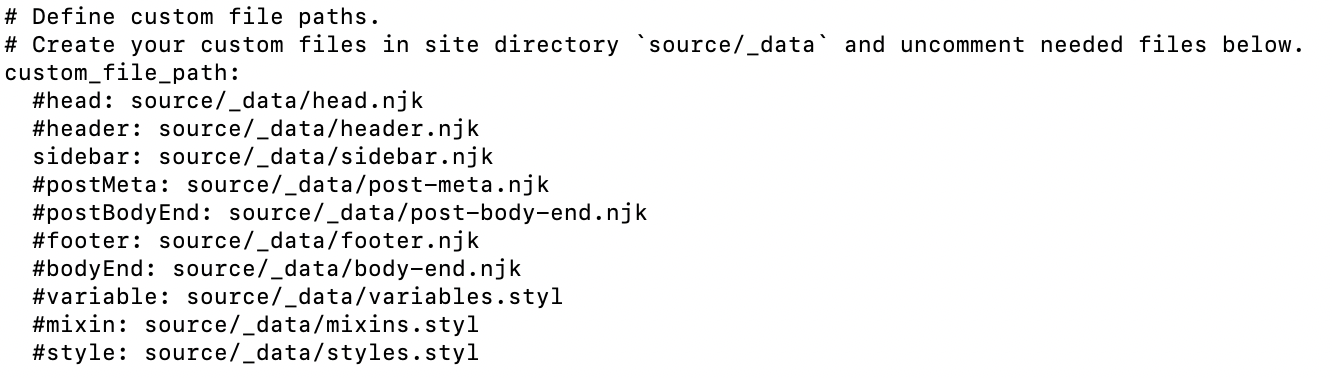 # Define custom file paths.
# Create your custom files in site directory `source/_data` and uncomment needed files below.
custom_file_path:
  #head: source/_data/head.njk
  #header: source/_data/header.njk
  sidebar: source/_data/sidebar.njk
  #postMeta: source/_data/post-meta.njk
  #postBodyEnd: source/_data/post-body-end.njk
  #footer: source/_data/footer.njk
  #bodyEnd: source/_data/body-end.njk
  #variable: source/_data/variables.styl
  #mixin: source/_data/mixins.styl
  #style: source/_data/styles.styl